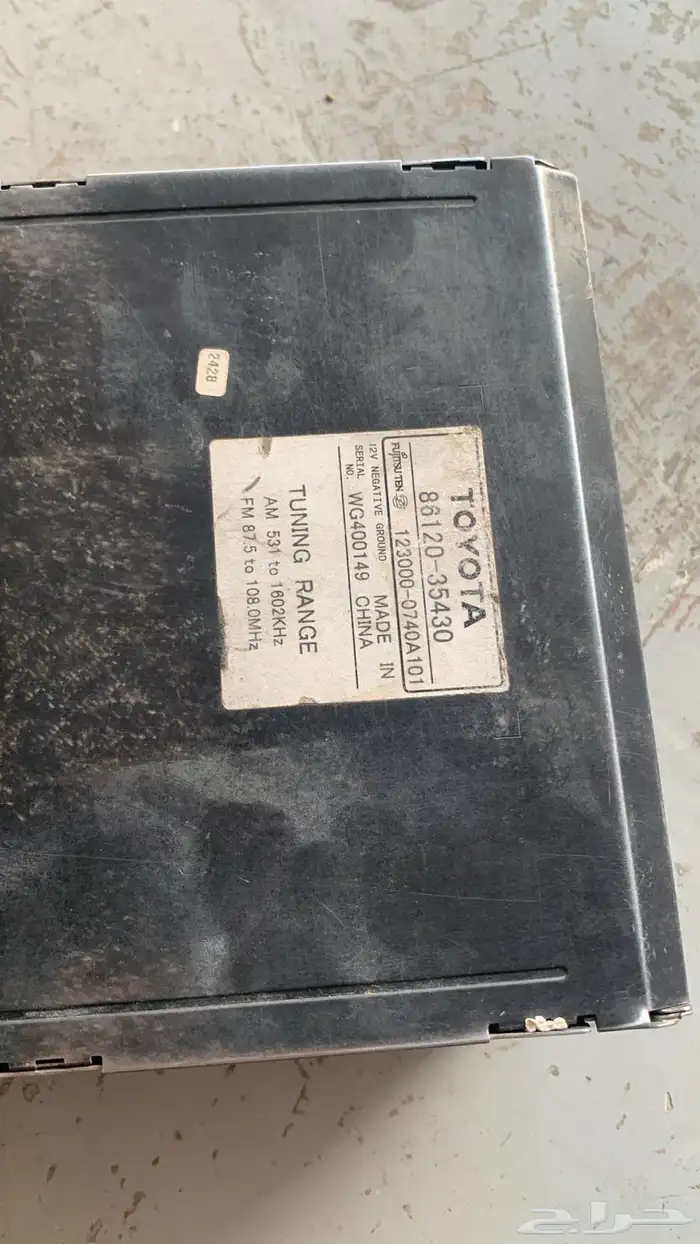 TOYOTA
86120-35430
FUJITSU TEN 123000-0740A101
12V NEGATIVE GROUND MADE IN
SERIAL NO. WG400149 CHINA
TUNING RANGE
AM 531 to 1602KHz
FM 87.5 to 108.0MHz
2428
حراج